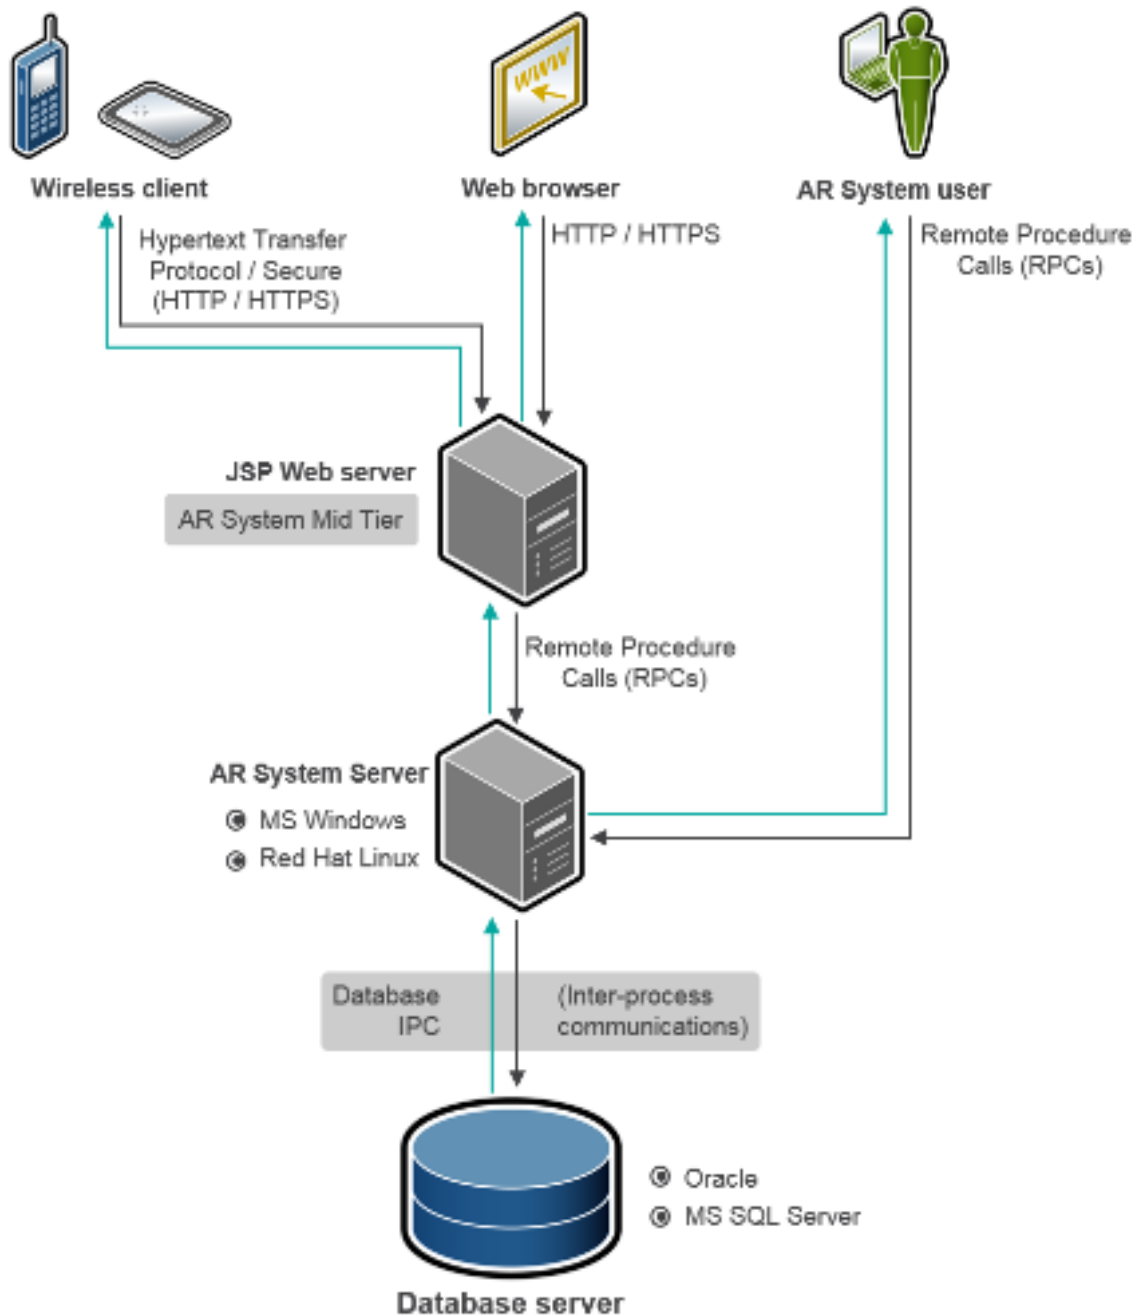 WWW
Wireless client
Web browser
AR System user
Hypertext Transfer
Protocol / Secure
(HTTP / HTTPS)
HTTP / HTTPS
Remote Procedure
Calls (RPCs)
JSP Web server
AR System Mid Tier
Remote Procedure
Calls (RPCs)
AR System Server
MS Windows
Red Hat Linux
Database
IPC
(Inter-process
communications)
Oracle
MS SQL Server
Database server